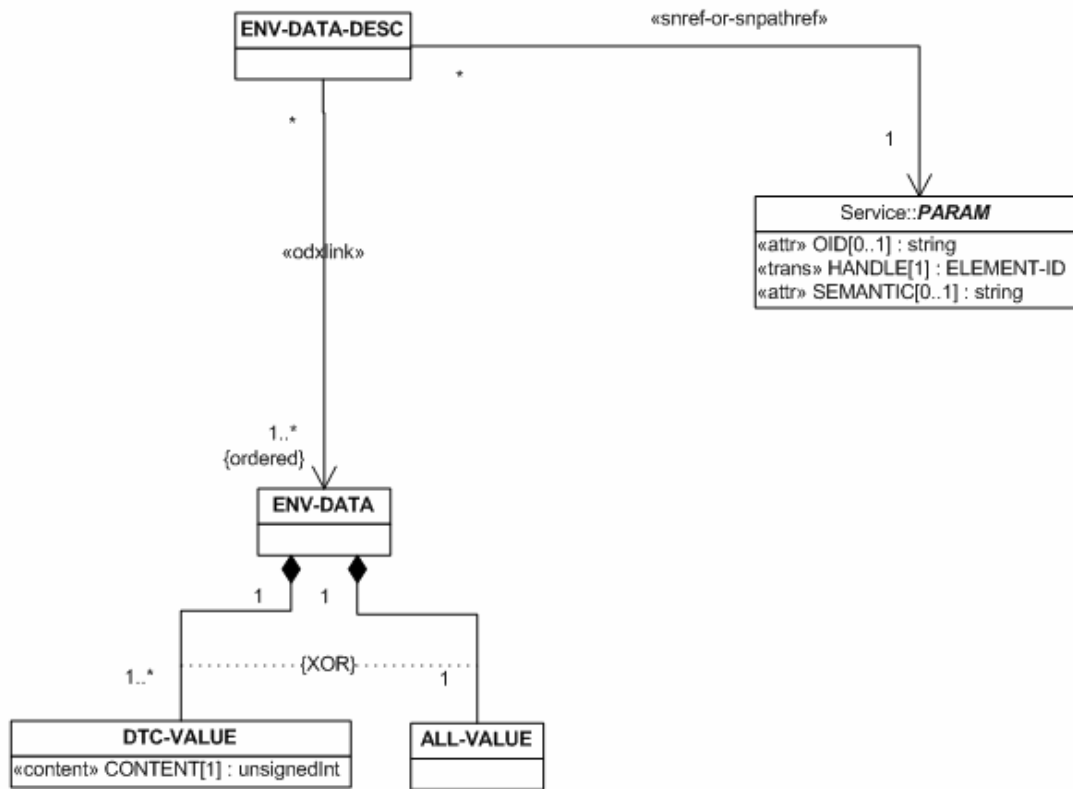 «snref-or-snpathref»
ENV-DATA-DESC
*
*
1
Service::PARAM
«attr» OID[0..1] : string
«trans» HANDLE[1] : ELEMENT-ID
«attr» SEMANTIC[0..1] : string
«odxlink»
1..*
{ordered}
ENV-DATA
1
1
{XOR}
1..*
1
DTC-VALUE
«content» CONTENT[1] : unsignedInt
ALL-VALUE